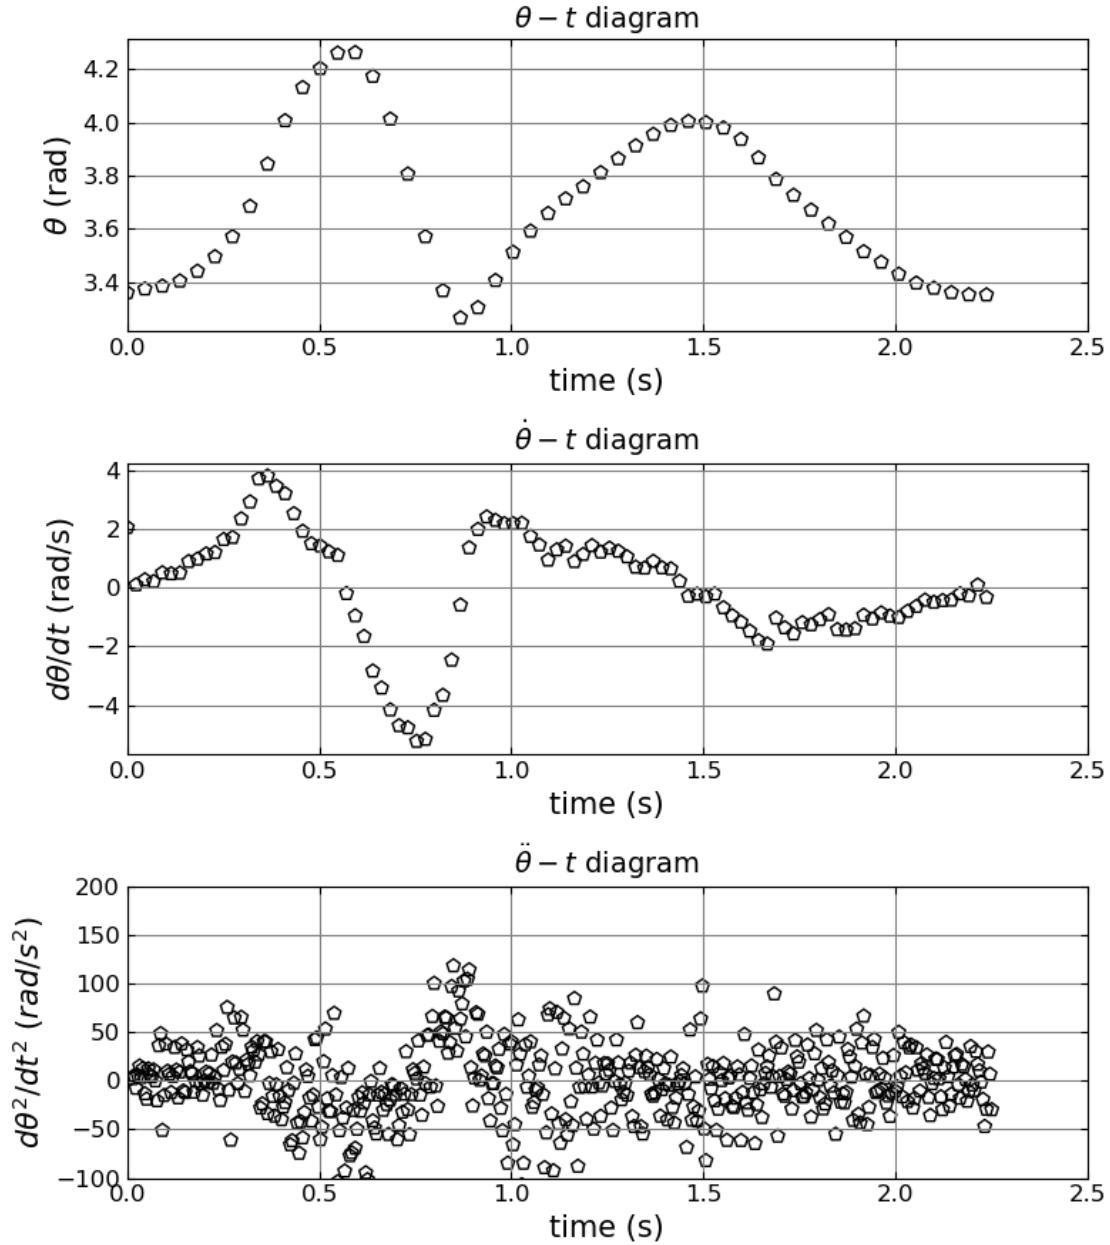 θ − t diagram
θ (rad)
4.2
4.0
3.8
3.6
3.4
0.0 0.5 1.0 1.5 2.0 2.5
time (s)
θ̇ − t diagram
dθ/dt (rad/s)
4
2
0
−2
−4
0.0 0.5 1.0 1.5 2.0 2.5
time (s)
θ̈ − t diagram
dθ²/dt² (rad/s²)
200
150
100
50
0
−50
−100
0.0 0.5 1.0 1.5 2.0 2.5
time (s)